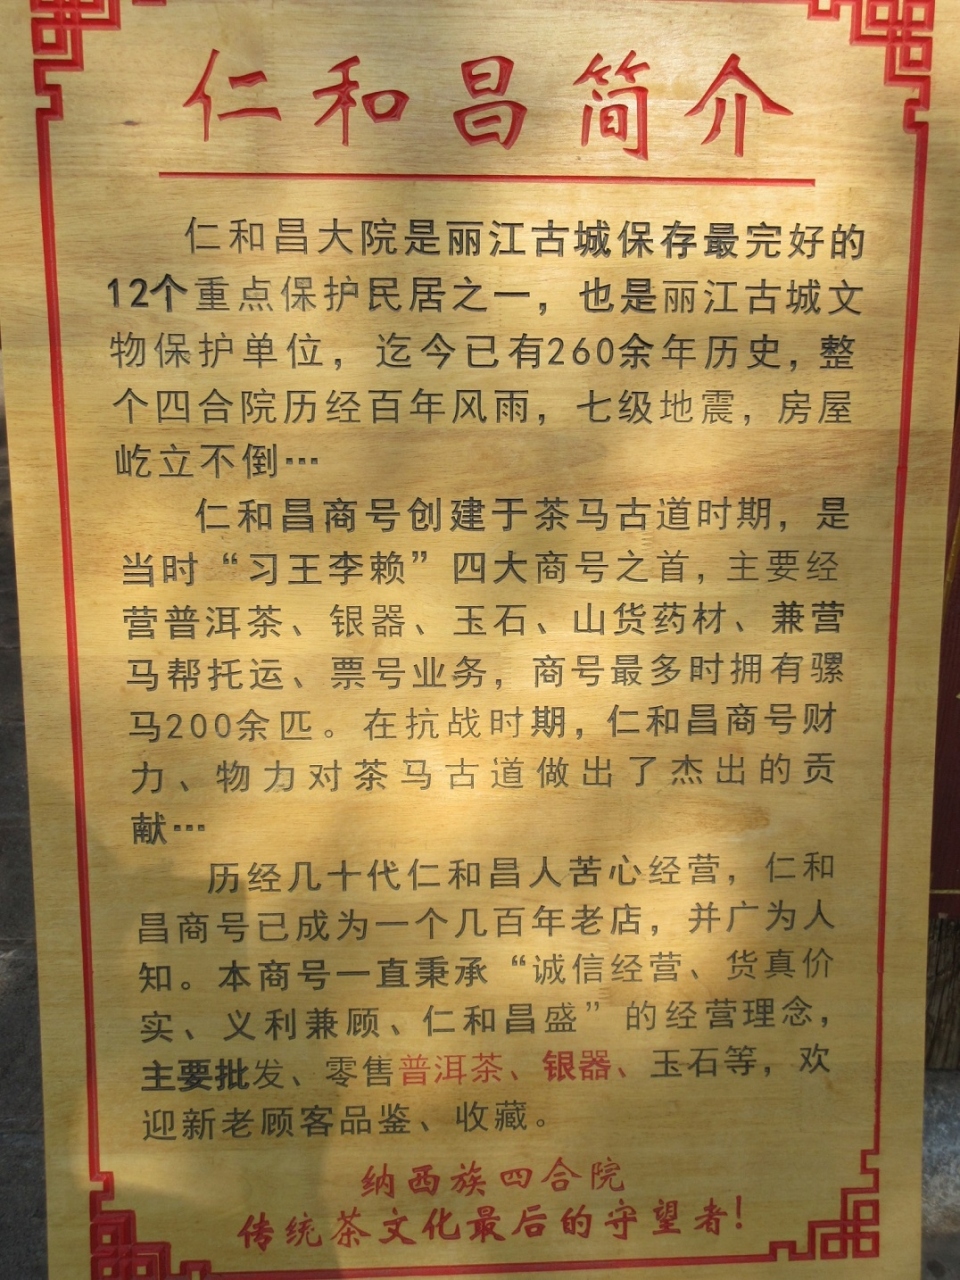 仁和昌简介
仁和昌大院是丽江古城保存最完好的
12个重点保护民居之一，也是丽江古城文
物保护单位，迄今已有260余年历史，整
个四合院历经百年风雨，七级地震，房屋
屹立不倒…
仁和昌商号创建于茶马古道时期，是
当时“习王李赖”四大商号之首，主要经
营普洱茶、银器、玉石、山货药材、兼营
马帮托运、票号业务，商号最多时拥有骡
马200余匹。在抗战时期，仁和昌商号财
力、物力对茶马古道做出了杰出的贡
献…
历经几十代仁和昌人苦心经营，仁和
昌商号已成为一个几百年老店，并广为人
知。本商号一直秉承“诚信经营、货真价
实、义利兼顾、仁和昌盛”的经营理念，
主要批发、零售普洱茶、银器、玉石等，欢
迎新老顾客品鉴、收藏。
纳西族四合院
传统茶文化最后的守望者!